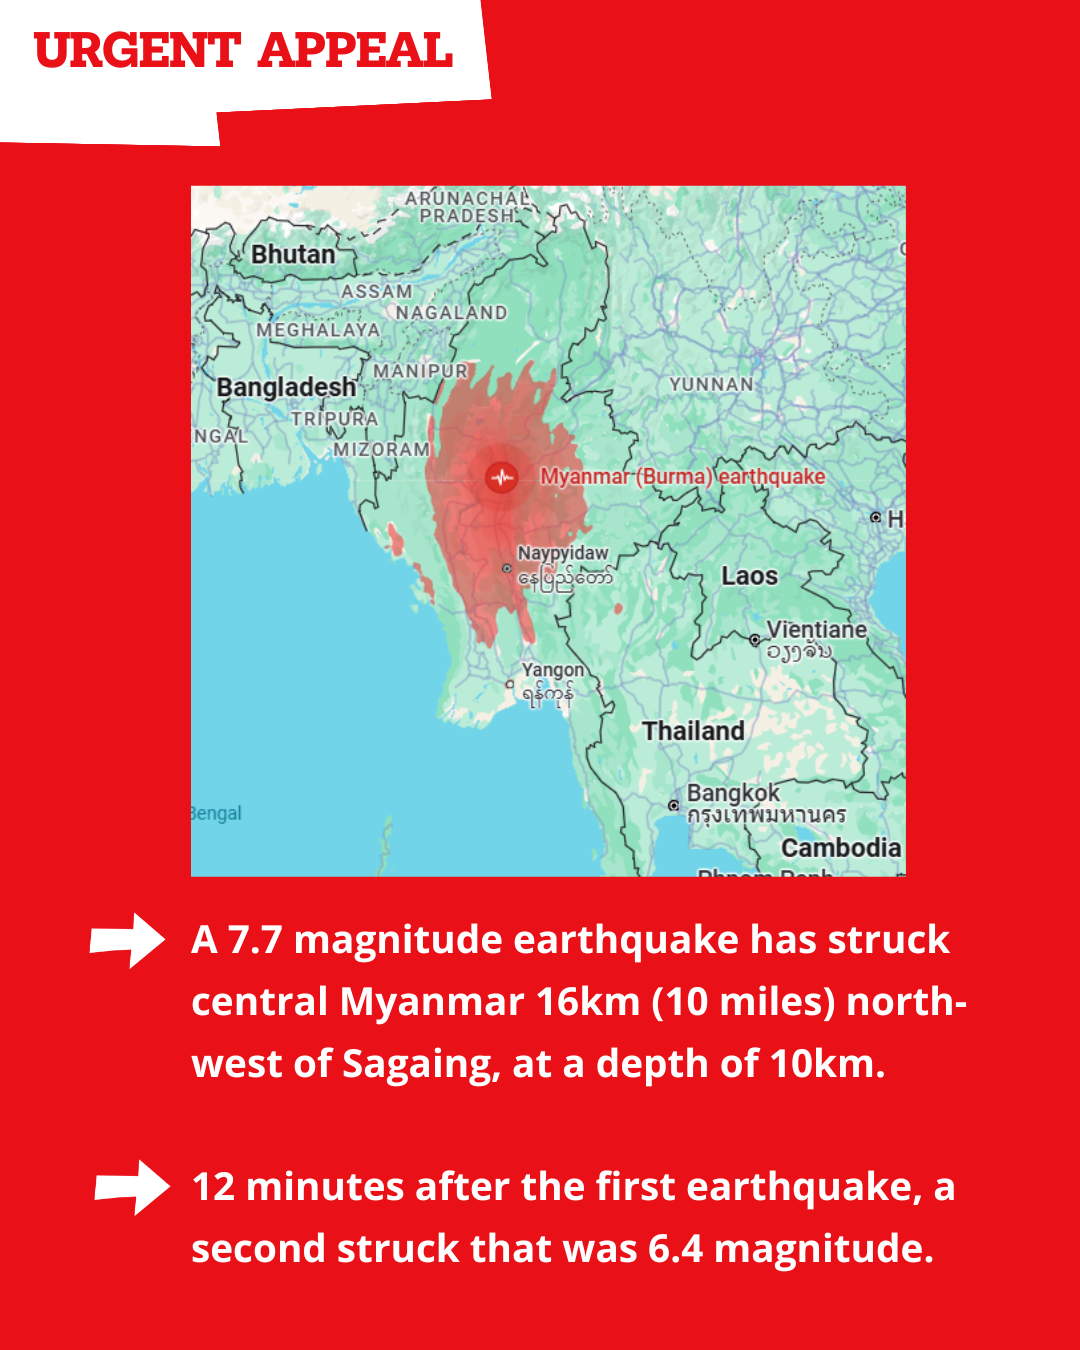 URGENT APPEAL
ARUNACHAL
PRADESH
Bhutan
ASSAM
NAGALAND
MEGHALAYA
MANIPUR
Bangladesh
YUNNAN
TRIPURA
NGAL
MIZORAM
Myanmar (Burma) earthquake
H
Naypyidaw
နေပြည်တော်
Laos
Vientiane
ວຽງຈັນ
Yangon
ရန်ကုန်
Thailand
Bangkok
กรุงเทพมหานคร
Bengal
Cambodia
Phnom Penh
A 7.7 magnitude earthquake has struck
central Myanmar 16km (10 miles) north-
west of Sagaing, at a depth of 10km.
12 minutes after the first earthquake, a
second struck that was 6.4 magnitude.